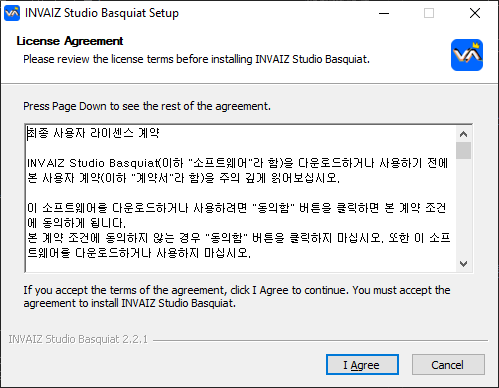 INVAIZ Studio Basquiat Setup
License Agreement
Please review the license terms before installing INVAIZ Studio Basquiat.
Press Page Down to see the rest of the agreement.
최종 사용자 라이센스 계약
INVAIZ Studio Basquiat(이하 "소프트웨어"라 함)을 다운로드하거나 사용하기 전에
본 사용자 계약(이하 "계약서"라 함)을 주의 깊게 읽어보십시오.
이 소프트웨어를 다운로드하거나 사용하려면 "동의함" 버튼을 클릭하면 본 계약 조건
에 동의하게 됩니다.
본 계약 조건에 동의하지 않는 경우 "동의함" 버튼을 클릭하지 마십시오. 또한 이 소프
트웨어를 다운로드하거나 사용하지 마십시오.
If you accept the terms of the agreement, click I Agree to continue. You must accept the
agreement to install INVAIZ Studio Basquiat.
INVAIZ Studio Basquiat 2.2.1
I Agree
Cancel